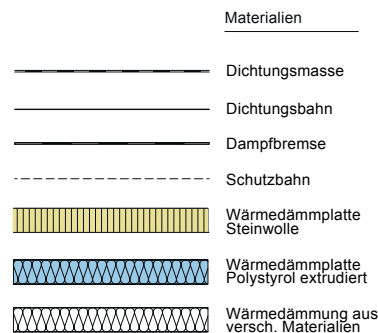 Materialien
Dichtungsmasse
Dichtungsbahn
Dampfbremse
Schutzbahn
Wärmedämmplatte
Steinwolle
Wärmedämmplatte
Polystyrol extrudiert
Wärmedämmung aus
versch. Materialien